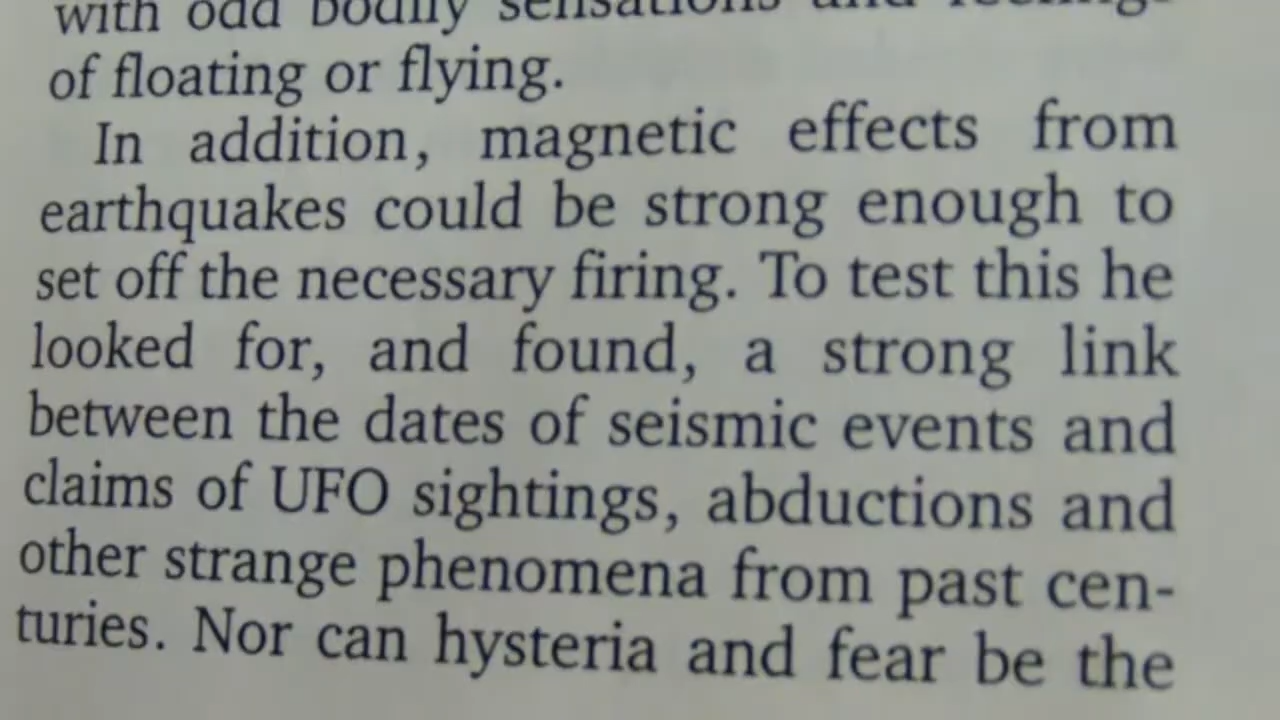 with odd bodily sensations and feelings
of floating or flying.
In addition, magnetic effects from
earthquakes could be strong enough to
set off the necessary firing. To test this he
looked for, and found, a strong link
between the dates of seismic events and
claims of UFO sightings, abductions and
other strange phenomena from past cen-
turies. Nor can hysteria and fear be the